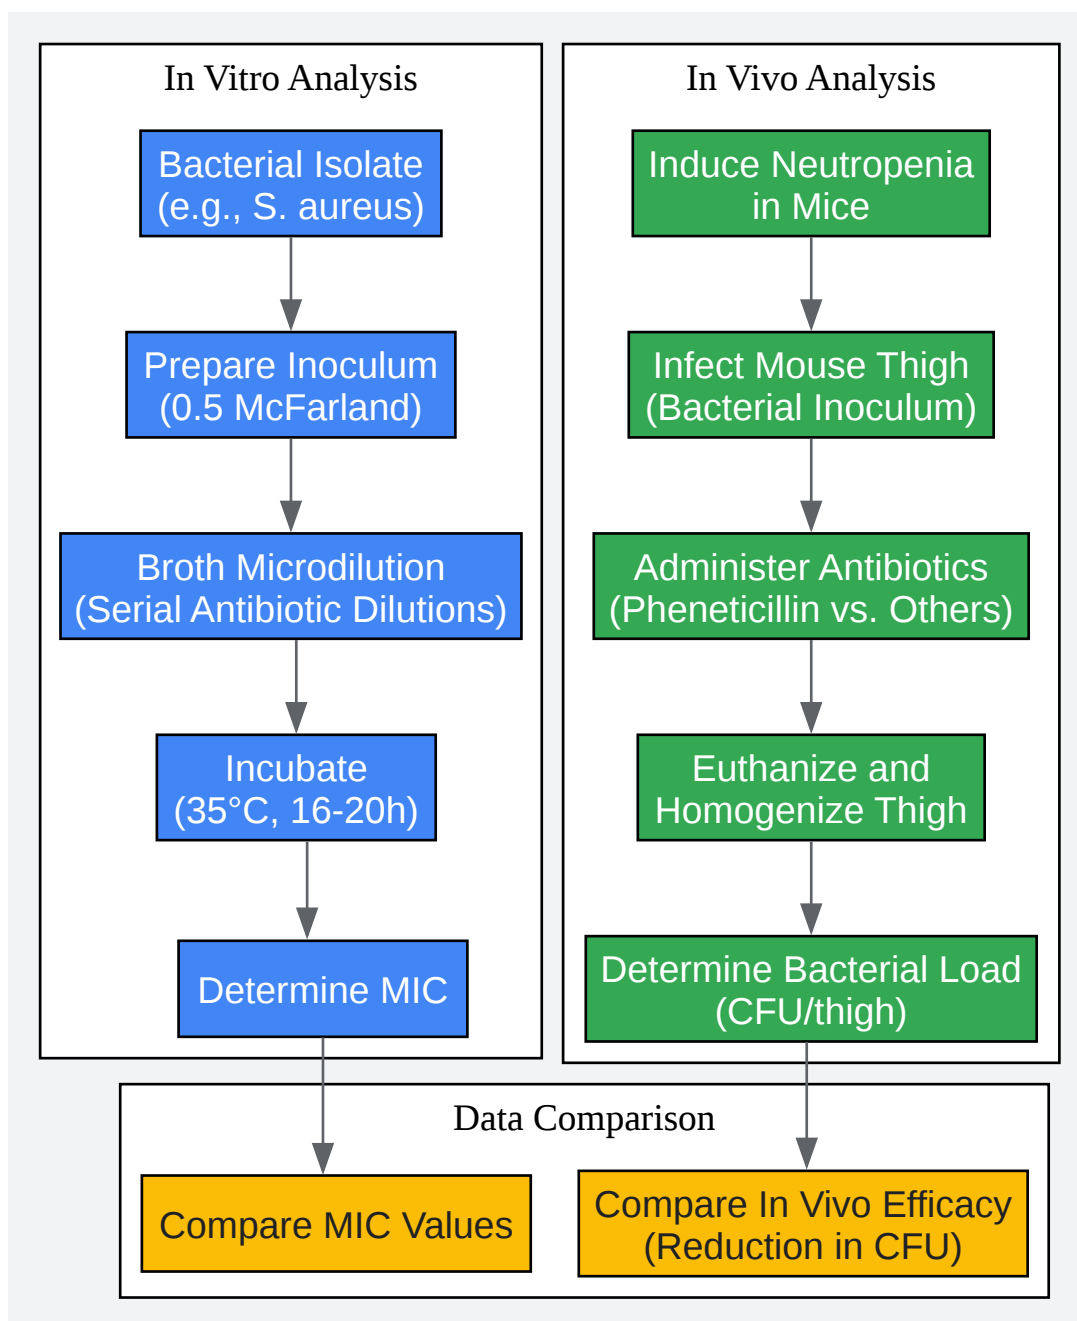 In Vitro Analysis
Bacterial Isolate
(e.g., S. aureus)
Prepare Inoculum
(0.5 McFarland)
Broth Microdilution
(Serial Antibiotic Dilutions)
Incubate
(35°C, 16-20h)
Determine MIC
In Vivo Analysis
Induce Neutropenia
in Mice
Infect Mouse Thigh
(Bacterial Inoculum)
Administer Antibiotics
(Pheneticillin vs. Others)
Euthanize and
Homogenize Thigh
Determine Bacterial Load
(CFU/thigh)
Data Comparison
Compare MIC Values
Compare In Vivo Efficacy
(Reduction in CFU)